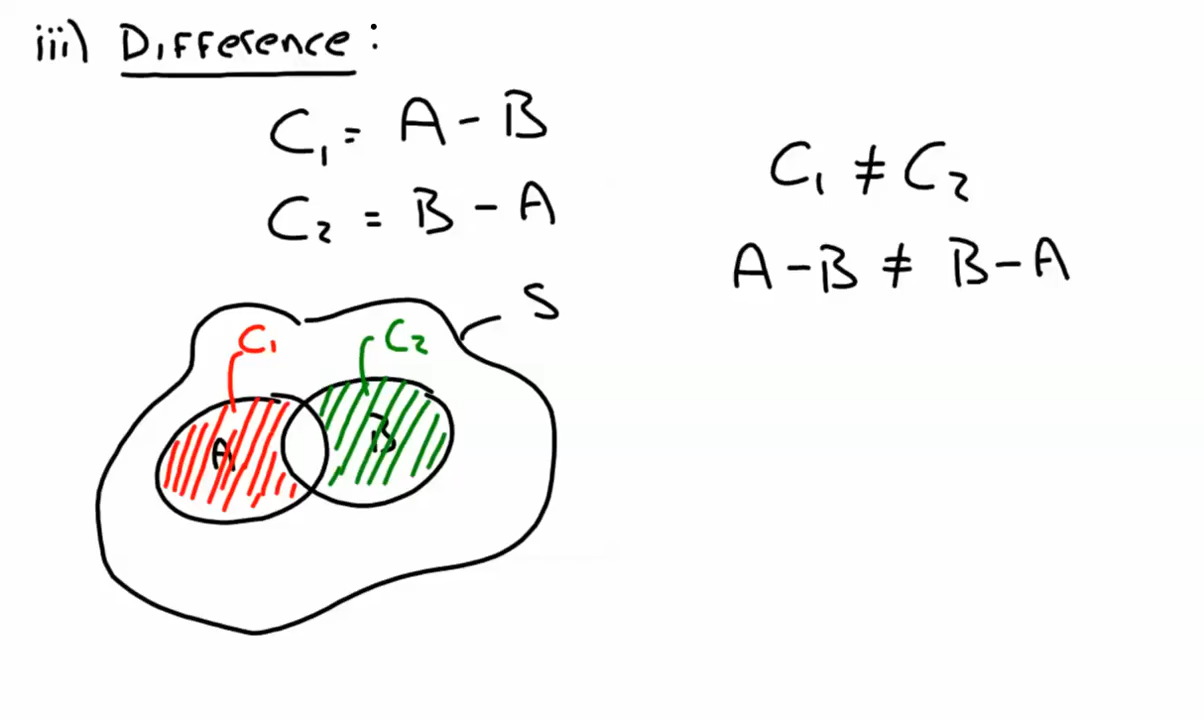 iii) Difference:
C₁ = A - B
C₂ = B - A
C₁ ≠ C₂
A - B ≠ B - A
S
C₁
C₂
A
B